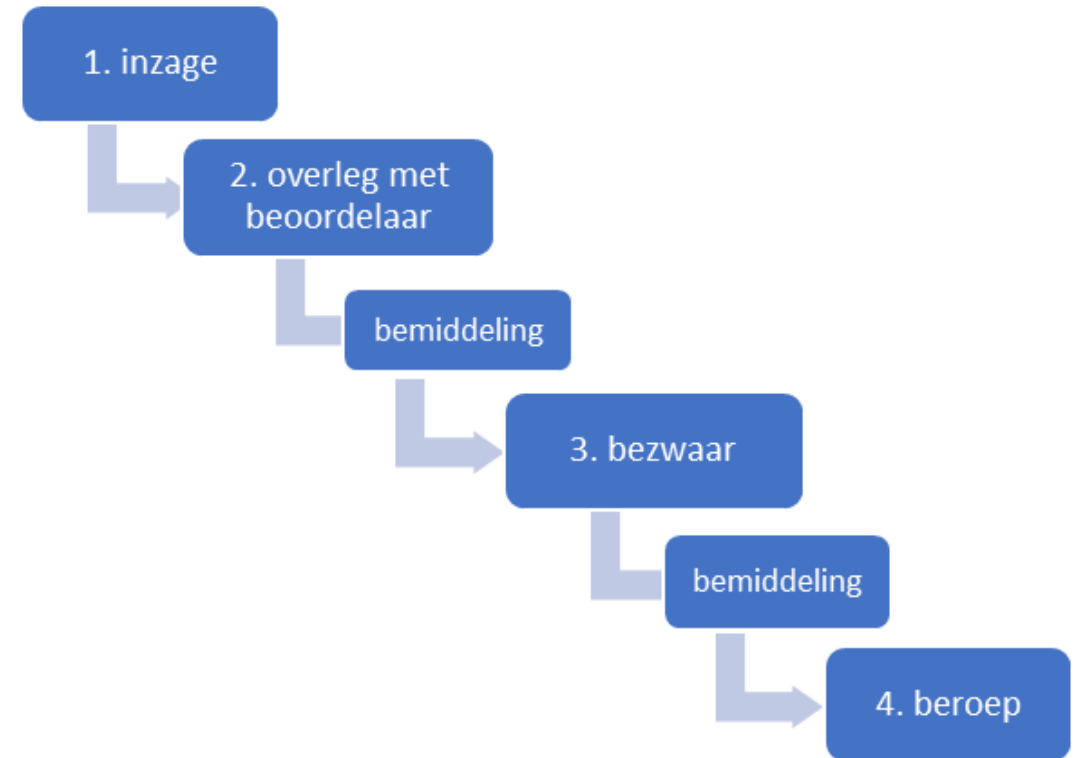 1. inzage
2. overleg met
beoordelaar
bemiddeling
3. bezwaar
bemiddeling
4. beroep